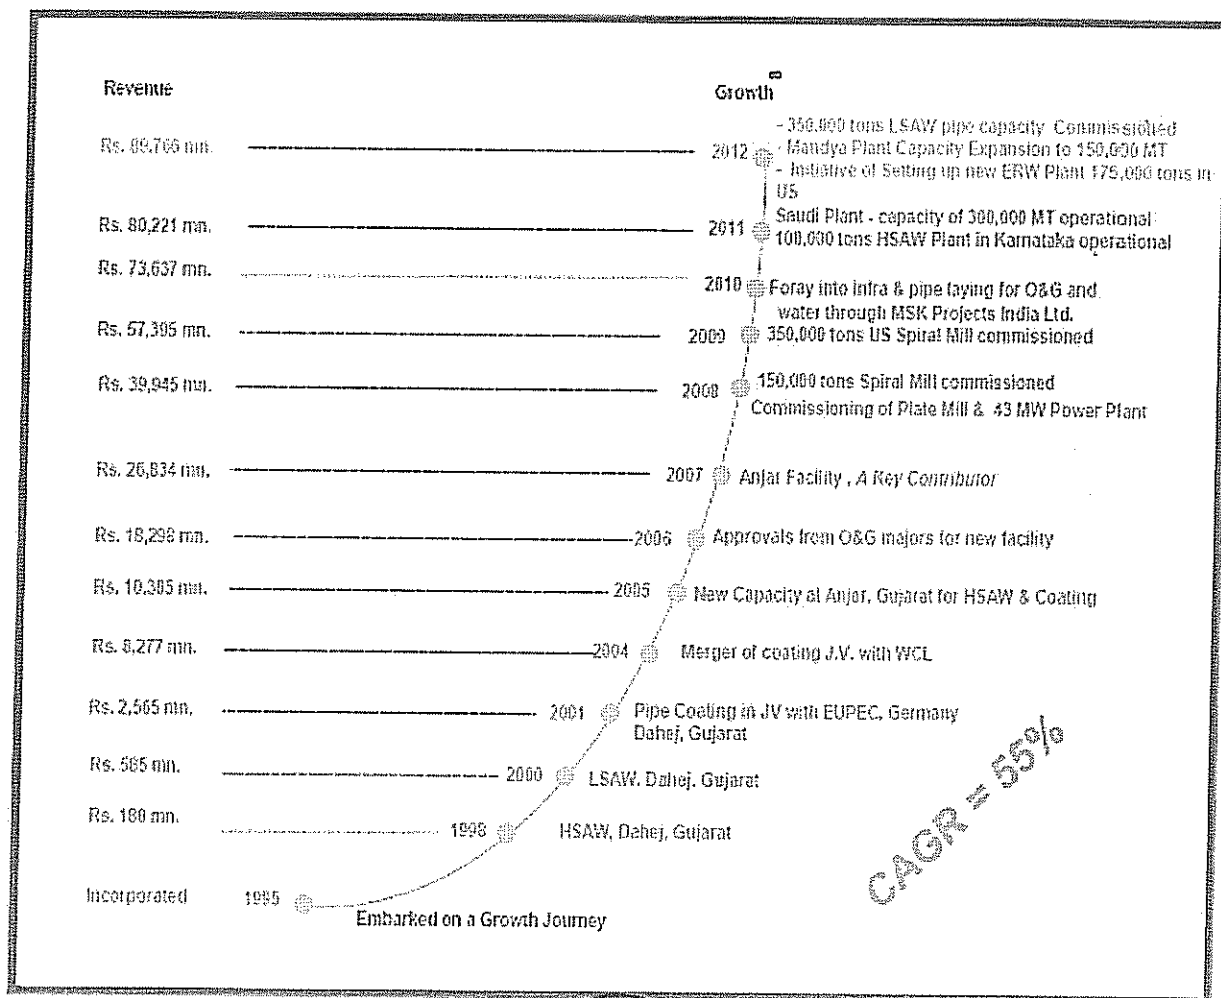 Revenue
Growth
Rs. 89,766 mn.
2012
- 350,000 tons LSAW pipe capacity Commissioned
- Mandya Plant Capacity Expansion to 150,000 MT
- Initiative of Setting up new ERW Plant 175,000 tons in
US
Rs. 80,221 mn.
2011
Saudi Plant - capacity of 300,000 MT operational
100,000 tons HSAW Plant in Karnataka operational
Rs. 73,637 mn.
2010
Foray into infra & pipe laying for O&G and
water through MSK Projects India Ltd.
Rs. 57,395 mn.
2009
350,000 tons US Spiral Mill commissioned
Rs. 39,945 mn.
2008
150,000 tons Spiral Mill commissioned
Commissioning of Plate Mill & 43 MW Power Plant
Rs. 26,834 mn.
2007
Anjar Facility , A Key Contributor
Rs. 18,298 mn.
2006
Approvals from O&G majors for new facility
Rs. 10,385 mn.
2005
New Capacity at Anjar, Gujarat for HSAW & Coating
Rs. 8,277 mn.
2004
Merger of coating J.V. with WCL
Rs. 2,565 mn.
2001
Pipe Coating in JV with EUPEC, Germany
Dahej, Gujarat
Rs. 585 mn.
2000
LSAW, Dahej, Gujarat
Rs. 180 mn.
1998
HSAW, Dahej, Gujarat
Incorporated
1995
Embarked on a Growth Journey
CAGR = 55%